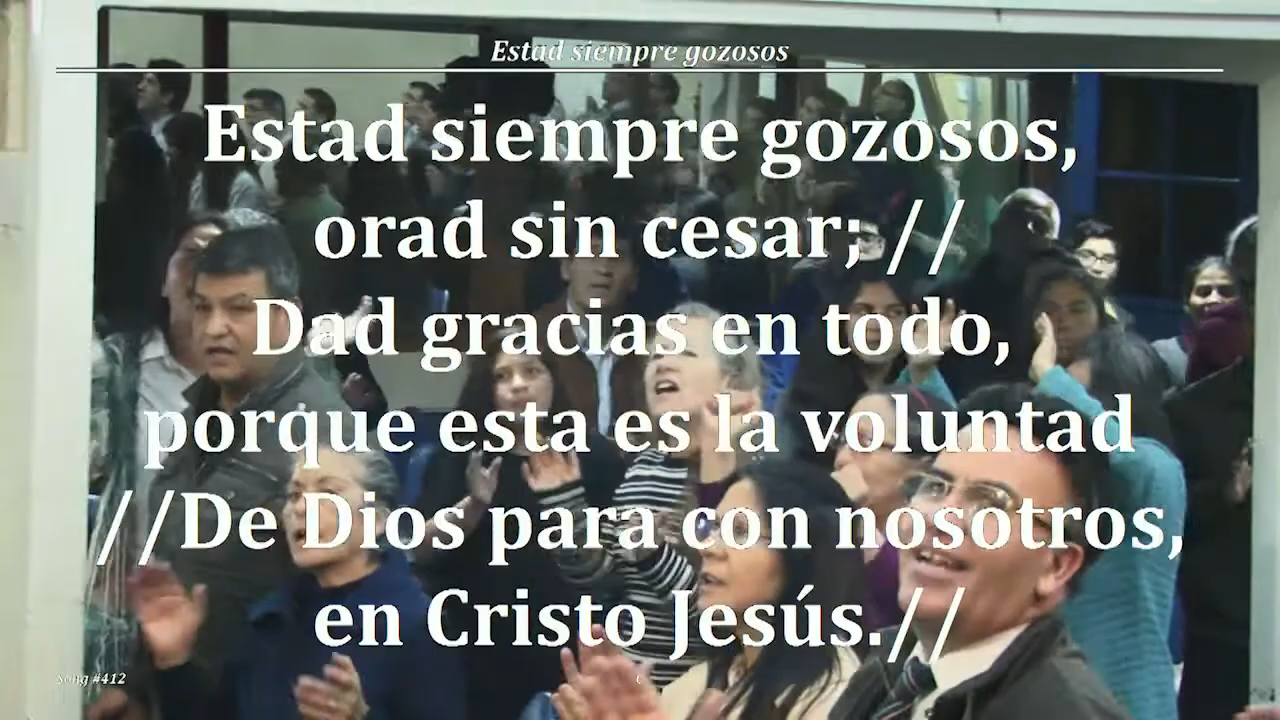 Estad siempre gozosos
Estad siempre gozosos,
orad sin cesar; //
Dad gracias en todo,
porque esta es la voluntad
//De Dios para con nosotros,
en Cristo Jesús.//
Song #412